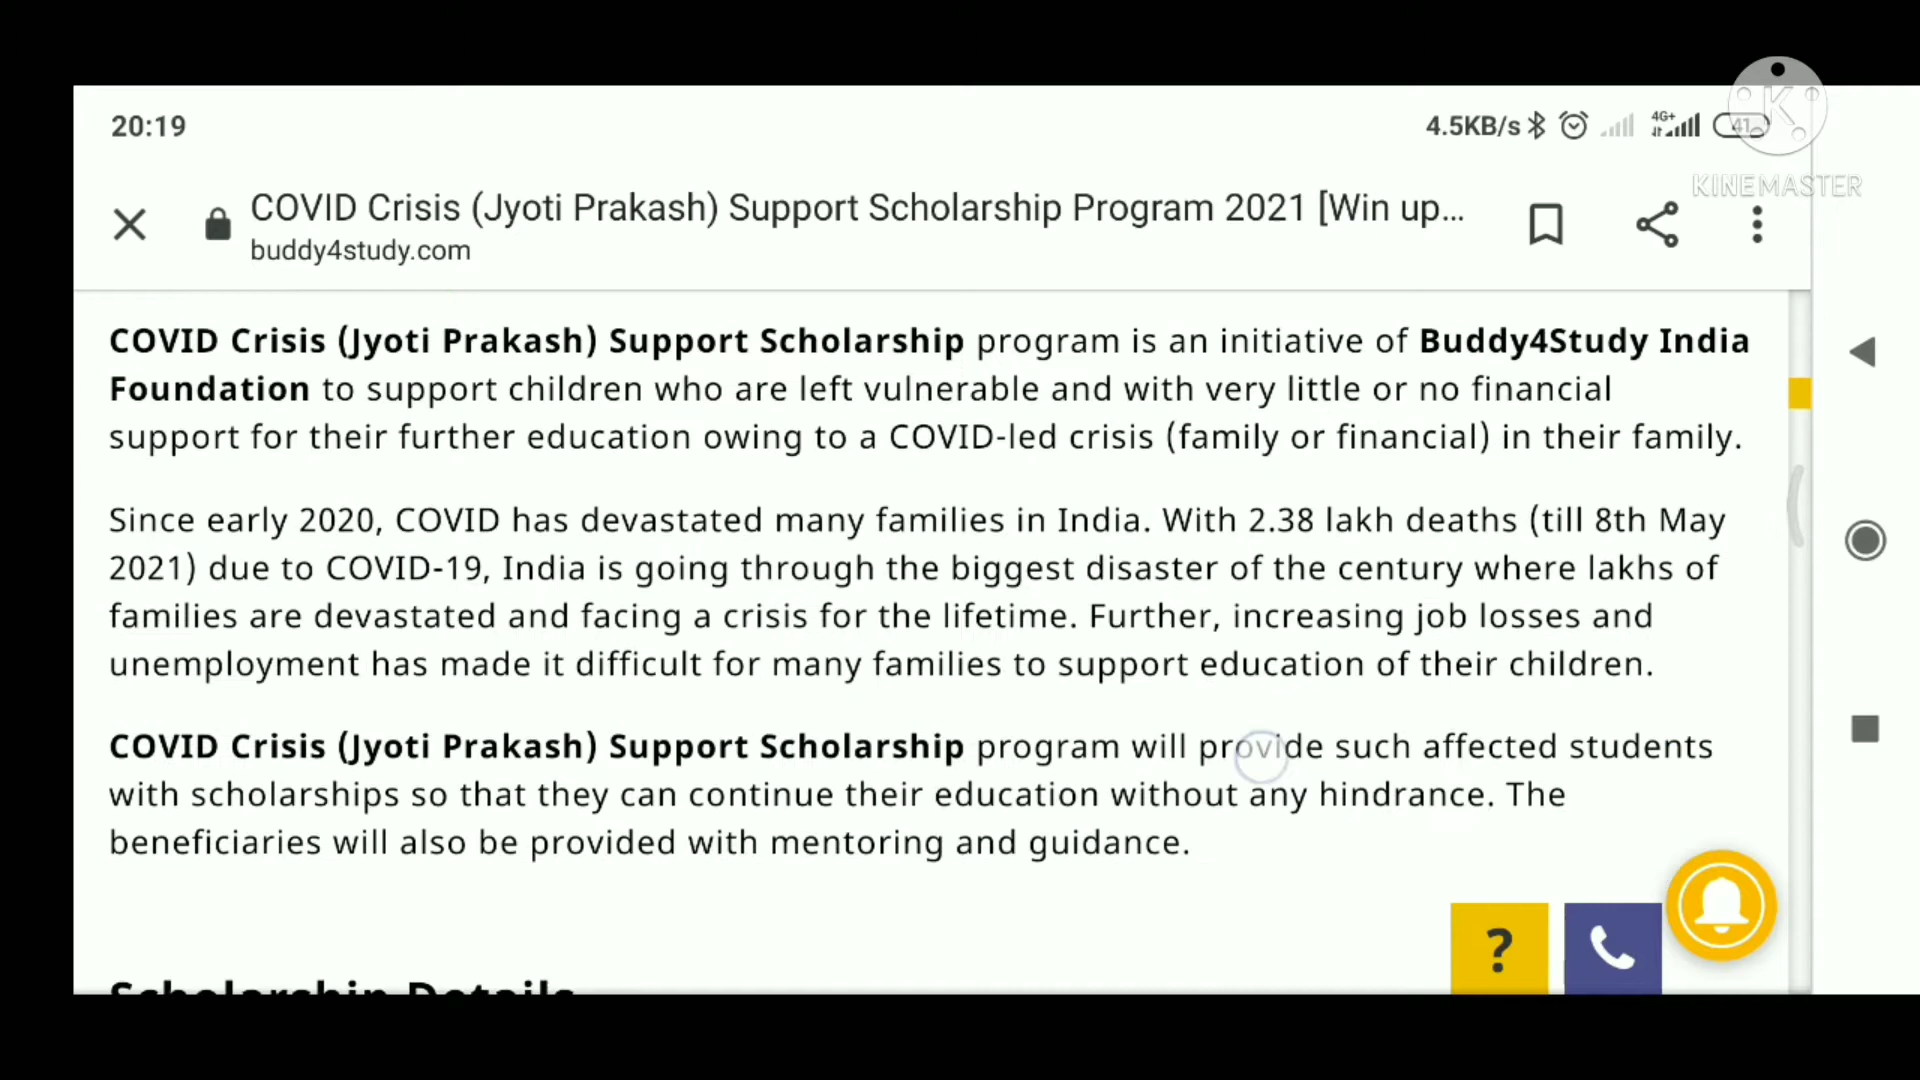 20:19
4.5KB/s 4G+ 41
K
KINEMASTER
COVID Crisis (Jyoti Prakash) Support Scholarship Program 2021 [Win up...
buddy4study.com
COVID Crisis (Jyoti Prakash) Support Scholarship program is an initiative of Buddy4Study India
Foundation to support children who are left vulnerable and with very little or no financial
support for their further education owing to a COVID-led crisis (family or financial) in their family.
Since early 2020, COVID has devastated many families in India. With 2.38 lakh deaths (till 8th May
2021) due to COVID-19, India is going through the biggest disaster of the century where lakhs of
families are devastated and facing a crisis for the lifetime. Further, increasing job losses and
unemployment has made it difficult for many families to support education of their children.
COVID Crisis (Jyoti Prakash) Support Scholarship program will provide such affected students
with scholarships so that they can continue their education without any hindrance. The
beneficiaries will also be provided with mentoring and guidance.
?
Scholarship Details